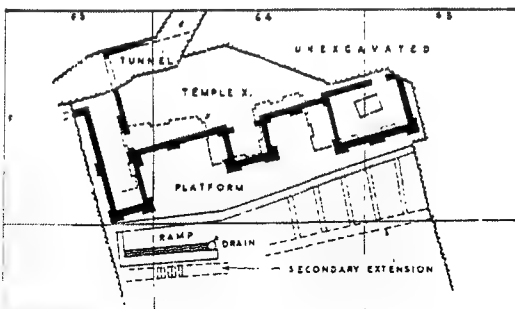 63 64 65
UNEXCAVATED
TUNNEL
TEMPLE X.
PLATFORM
RAMP
DRAIN
SECONDARY EXTENSION